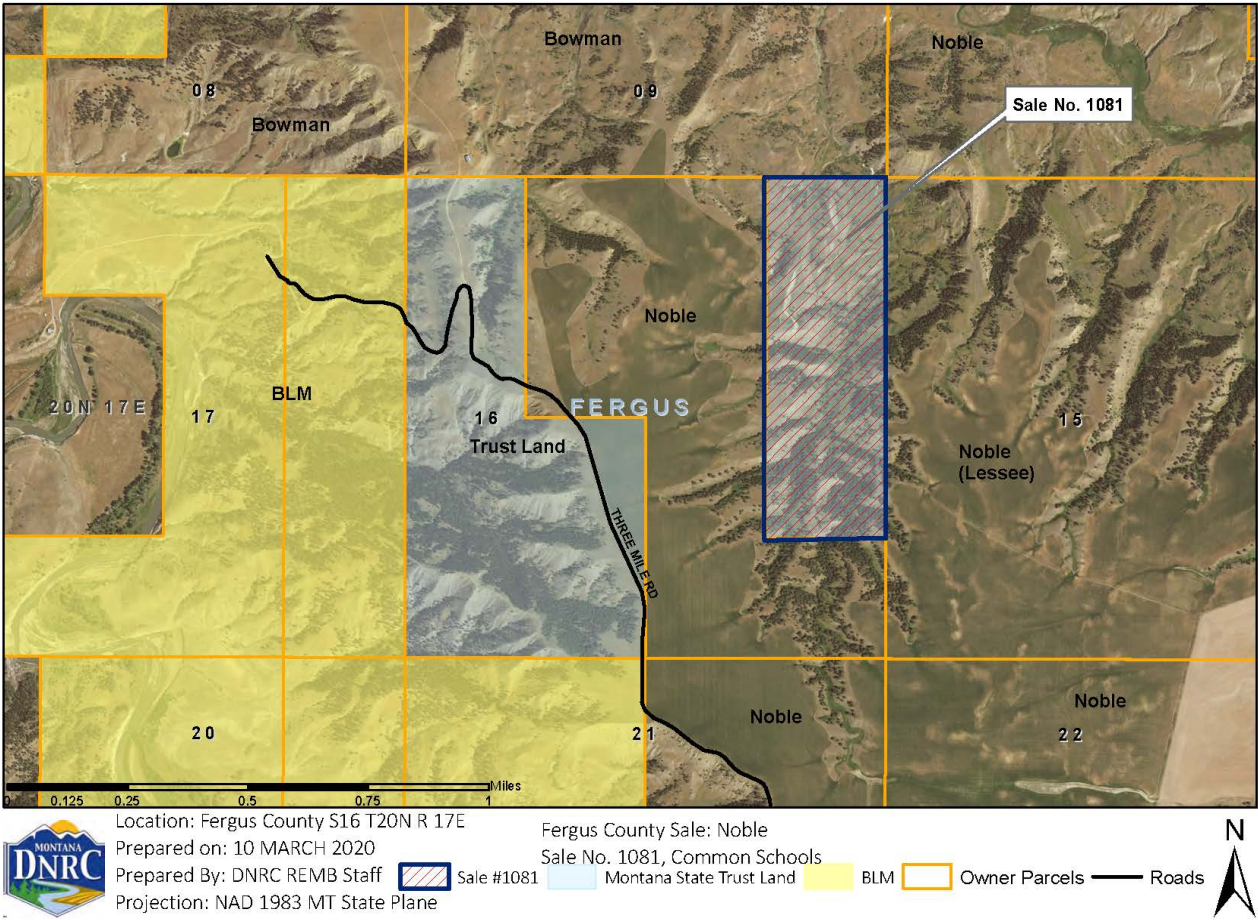 Bowman
Noble
08
09
Sale No. 1081
Bowman
Noble
BLM
FERGUS
20N 17E
17
16
15
Trust Land
Noble
(Lessee)
THREE MILE RD
Noble
Noble
20
21
22
Miles
0 0.125 0.25 0.5 0.75 1
MONTANA
DNRC
Location: Fergus County S16 T20N R 17E
Prepared on: 10 MARCH 2020
Prepared By: DNRC REMB Staff
Projection: NAD 1983 MT State Plane
Fergus County Sale: Noble
Sale No. 1081, Common Schools
Sale #1081 Montana State Trust Land BLM Owner Parcels Roads
N